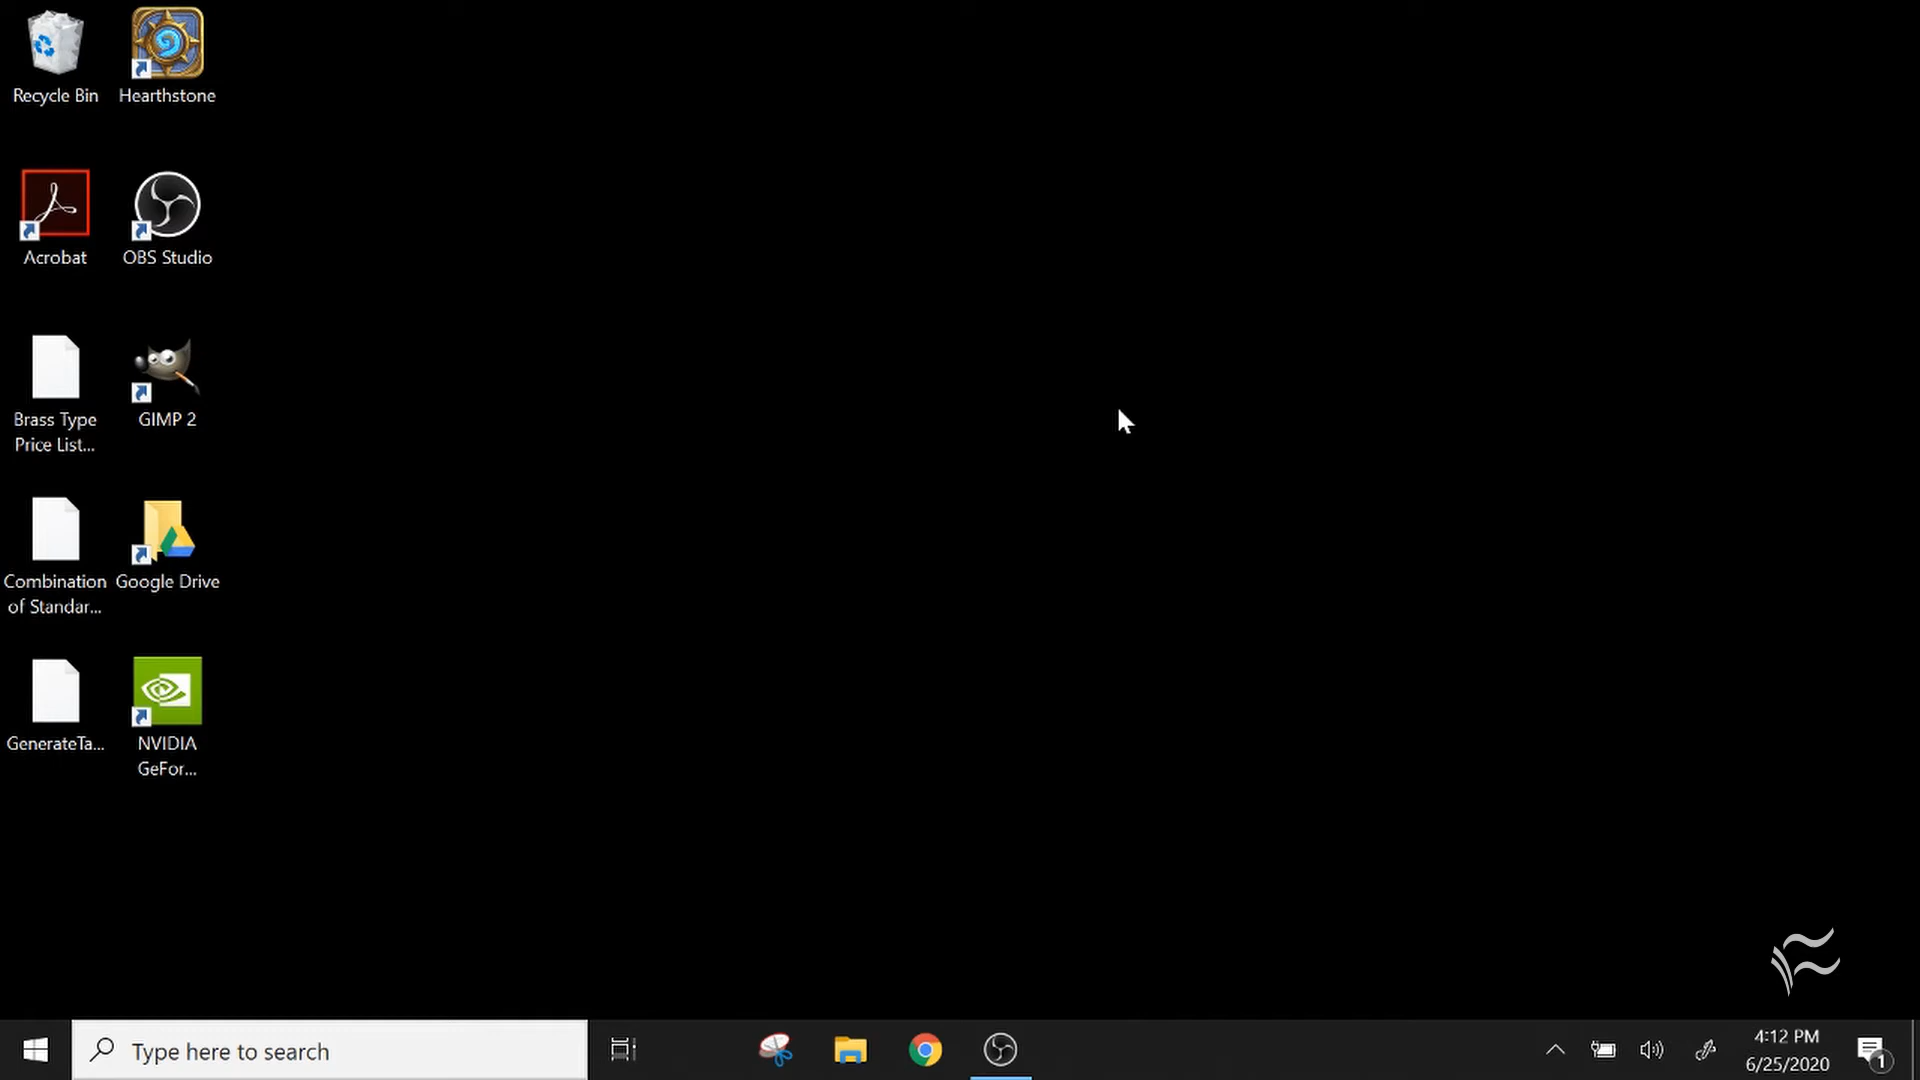 Recycle Bin
Hearthstone
Acrobat
OBS Studio
Brass Type
Price List...
GIMP 2
Combination
of Standar...
Google Drive
GenerateTa...
NVIDIA
GeFor...
Type here to search
4:12 PM
6/25/2020
1